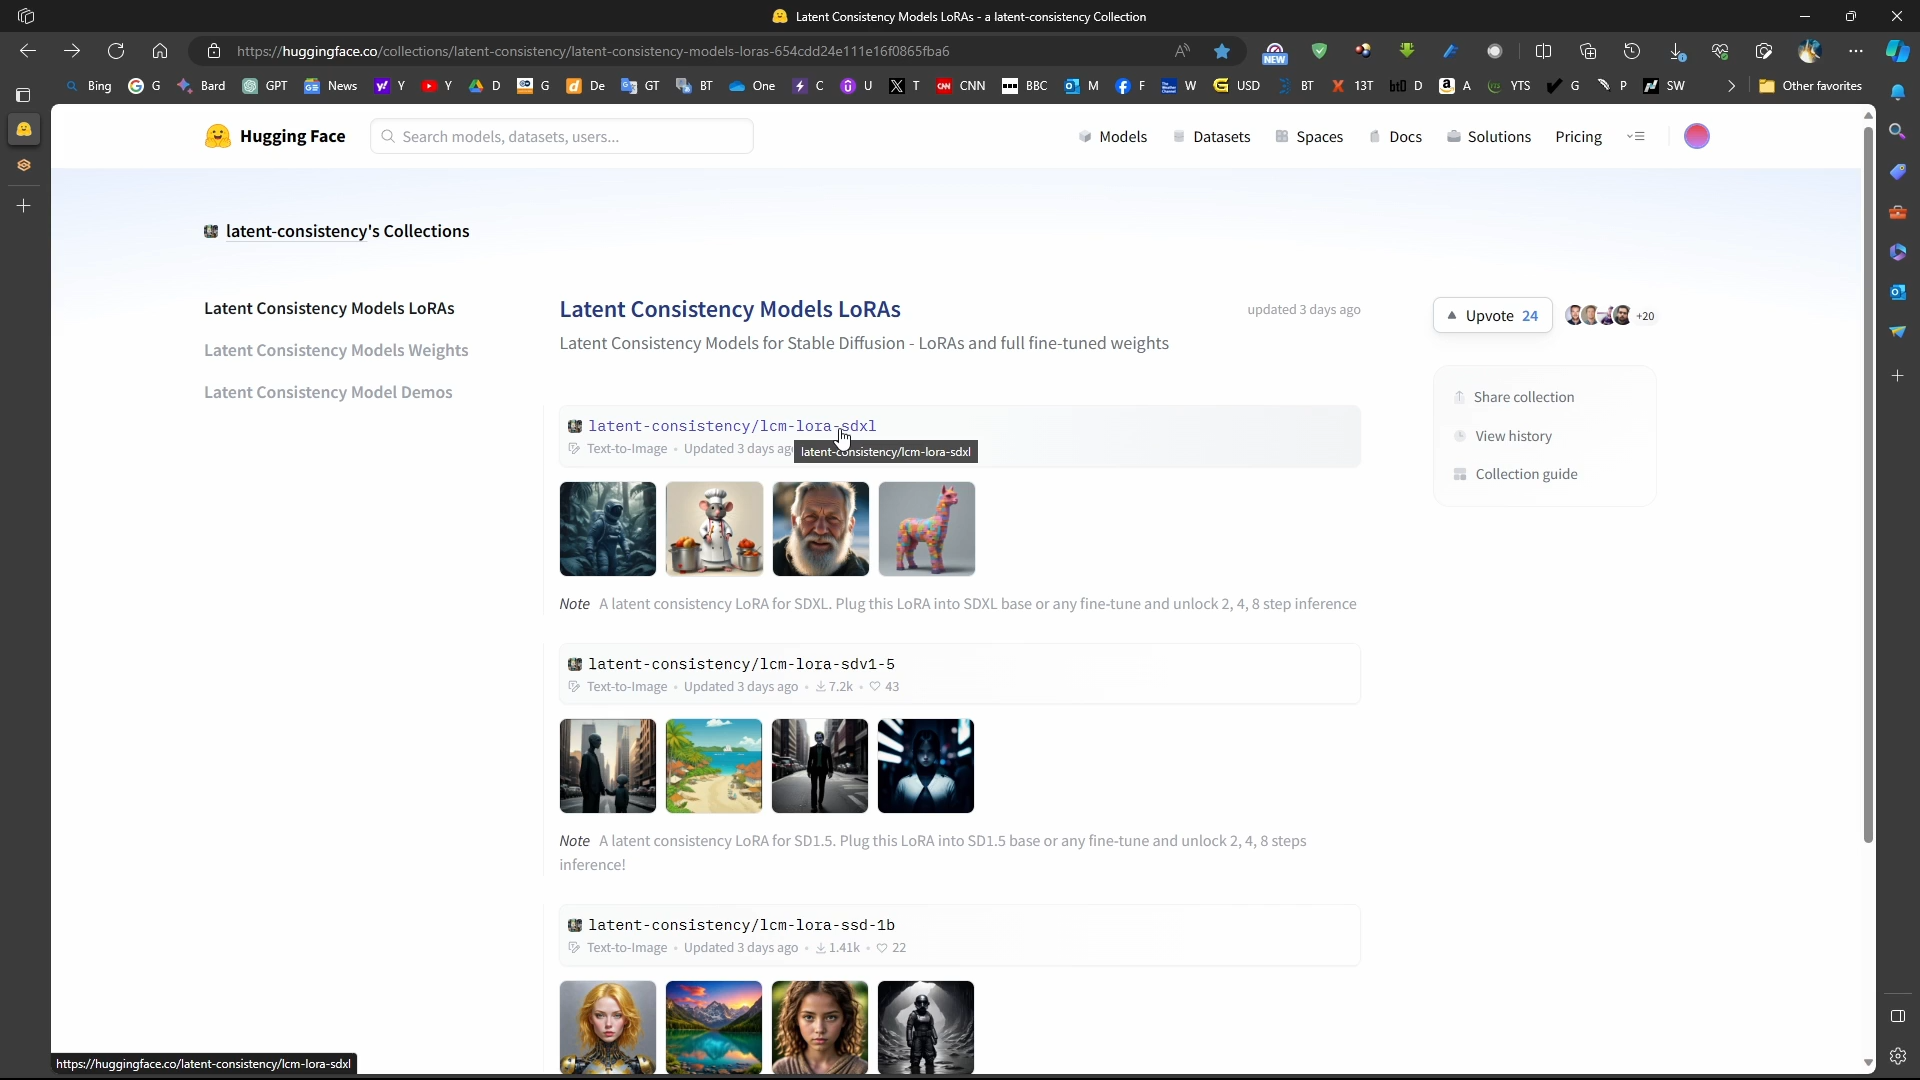 Latent Consistency Models LoRAs - a latent-consistency Collection
https://huggingface.co/collections/latent-consistency/latent-consistency-models-loras-654cdd24e111e16f0865fba6
NEW
Bing G Bard GPT News Y Y D G De GT BT One C U T CNN BBC M F W USD BT 13T D A YTS G P SW Other favorites
Hugging Face
Search models, datasets, users...
Models Datasets Spaces Docs Solutions Pricing
latent-consistency's Collections
Latent Consistency Models LoRAs
Latent Consistency Models Weights
Latent Consistency Model Demos
Latent Consistency Models LoRAs
updated 3 days ago
Latent Consistency Models for Stable Diffusion - LoRAs and full fine-tuned weights
Upvote 24
+20
Share collection
View history
Collection guide
latent-consistency/lcm-lora-sdxl
Text-to-Image • Updated 3 days ag
latent-consistency/lcm-lora-sdxl
Note A latent consistency LoRA for SDXL. Plug this LoRA into SDXL base or any fine-tune and unlock 2, 4, 8 step inference
latent-consistency/lcm-lora-sdv1-5
Text-to-Image • Updated 3 days ago • 7.2k • 43
Note A latent consistency LoRA for SD1.5. Plug this LoRA into SD1.5 base or any fine-tune and unlock 2, 4, 8 steps
inference!
latent-consistency/lcm-lora-ssd-1b
Text-to-Image • Updated 3 days ago • 1.41k • 22
https://huggingface.co/latent-consistency/lcm-lora-sdxl